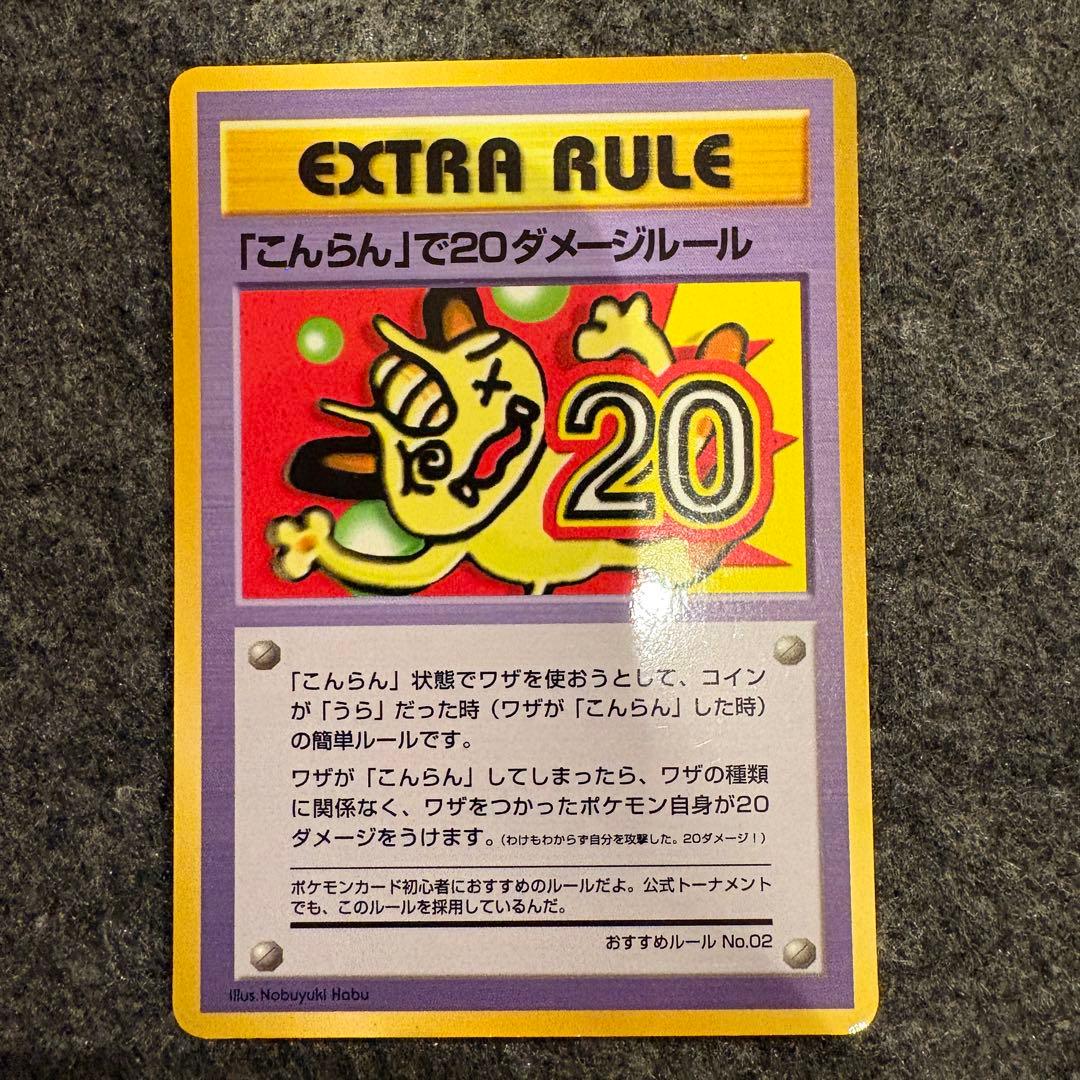 EXTRA RULE
「こんらん」で20ダメージルール
20
「こんらん」状態でワザを使おうとして、コイン
が「うら」だった時（ワザが「こんらん」した時）
の簡単ルールです。
ワザが「こんらん」してしまったら、ワザの種類
に関係なく、ワザをつかったポケモン自身が20
ダメージをうけます。（わけもわからず自分を攻撃した。20ダメージ！）
ポケモンカード初心者におすすめのルールだよ。公式トーナメント
でも、このルールを採用しているんだ。
おすすめルール No.02
Illus.Nobuyuki Habu